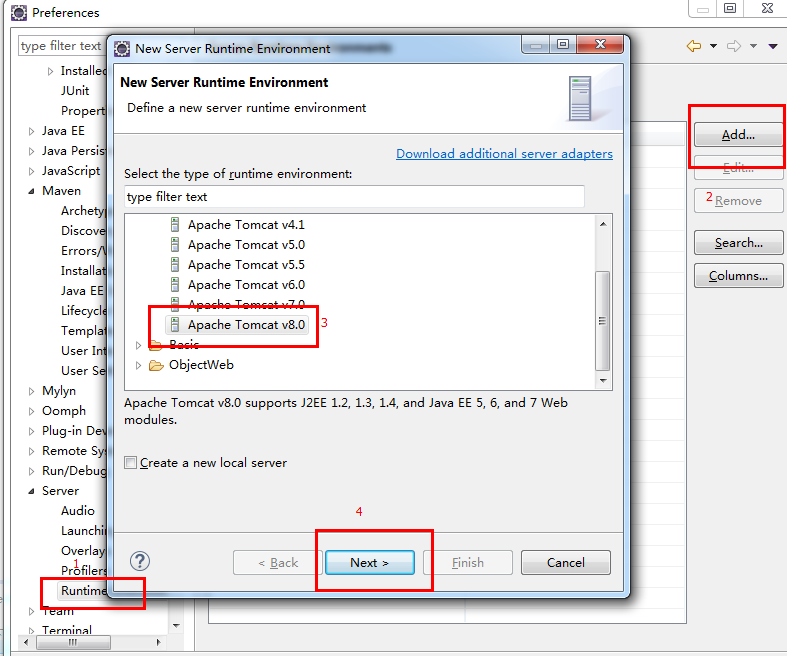 Preferences
type filter text
Installed
JUnit
Propert
Java EE
Java Persis
JavaScript
Maven
Archety
Discove
Errors/W
Installat
Java EE
Lifecycle
Templat
User Int
User Se
Mylyn
Oomph
Plug-in Dev
Remote Sys
Run/Debug
Server
Audio
Launchin
Overlay
1
Profilers
Runtime
Team
Terminal
New Server Runtime Environment
New Server Runtime Environment
Define a new server runtime environment
Download additional server adapters
Select the type of runtime environment:
type filter text
Apache Tomcat v4.1
Apache Tomcat v5.0
Apache Tomcat v5.5
Apache Tomcat v6.0
Apache Tomcat v7.0
Apache Tomcat v8.0
3
Basic
ObjectWeb
Apache Tomcat v8.0 supports J2EE 1.2, 1.3, 1.4, and Java EE 5, 6, and 7 Web
modules.
Create a new local server
4
< Back
Next >
Finish
Cancel
Add...
Edit...
2
Remove
Search...
Columns...